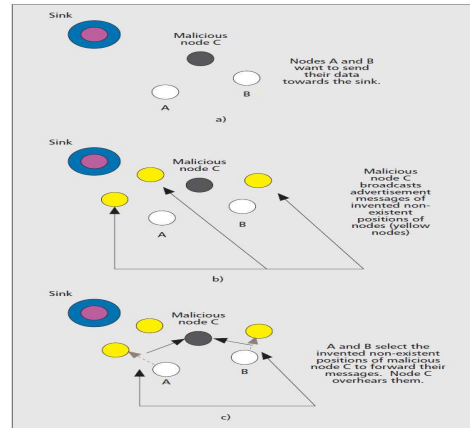 Sink
Malicious
node C
Nodes A and B
want to send
their data
towards the sink.
A
B
a)
Sink
Malicious
node C
Malicious
node C
broadcasts
advertisement
messages of
invented non-
existent
positions of
nodes (yellow
nodes)
A
B
b)
Sink
Malicious
node C
A and B select the
invented non-existent
positions of malicious
node C to forward their
messages. Node C
overhears them.
A
B
c)